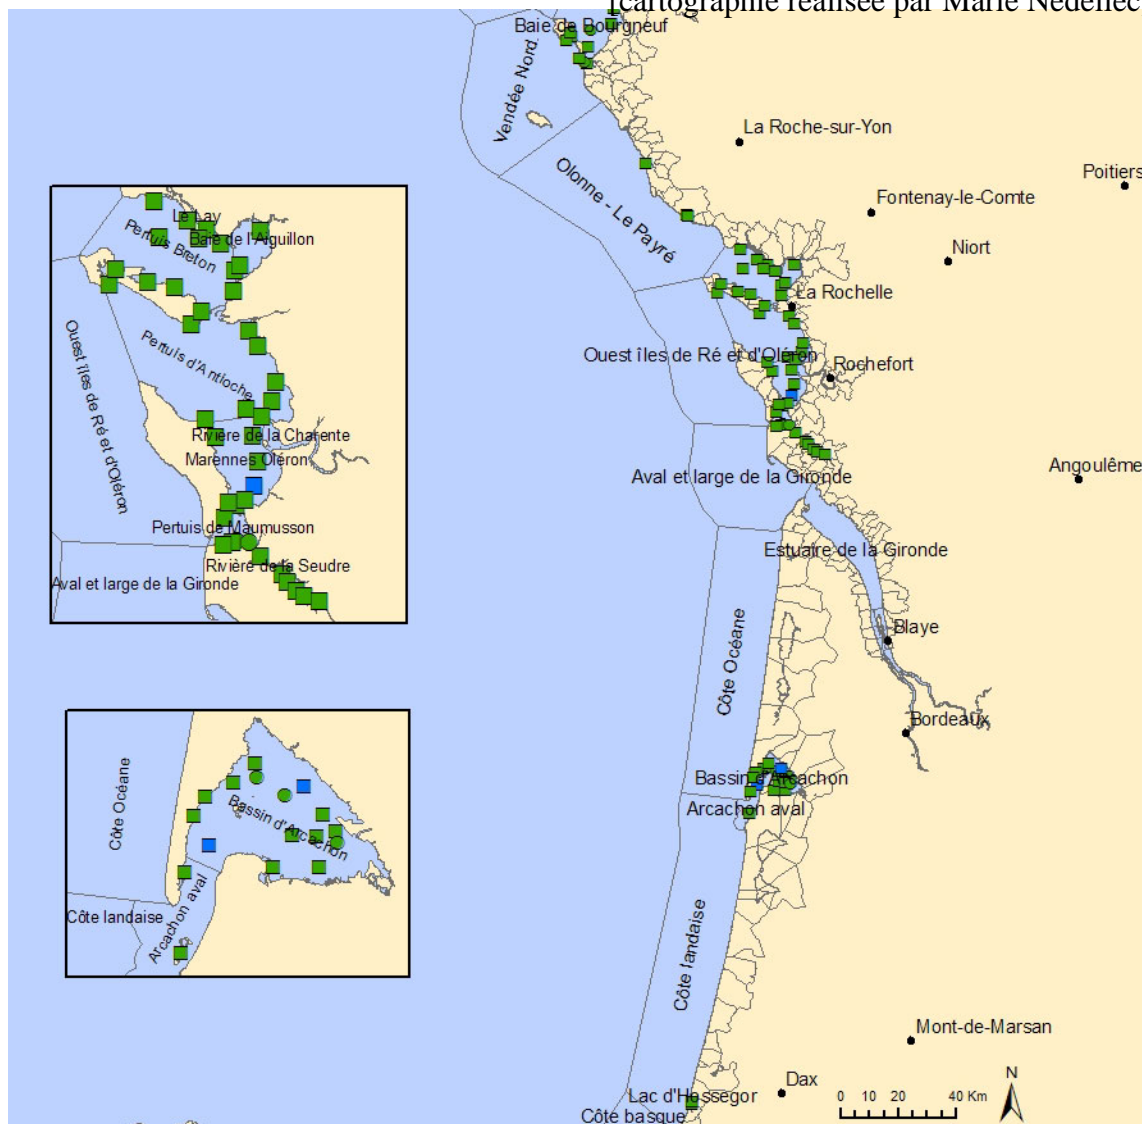 [cartographie réalisée par Marie Nédellec
Baie de Bourgneuf
Vendée Nord
La Roche-sur-Yon
Poitiers
Olonne - Le Payré
Fontenay-le-Comte
Niort
La Rochelle
Ouest îles de Ré et d'Oléron
Rochefort
Aval et large de la Gironde
Angoulême
Estuaire de la Gironde
Blaye
Côte Océane
Bordeaux
Bassin d'Arcachon
Arcachon aval
Côte landaise
Mont-de-Marsan
Dax
Lac d'Hossegor
Côte basque
N
0 10 20 40 Km
Le Lay
Pertuis Breton
Baie de l'Aiguillon
Ouest îles de Ré et d'Oléron
Pertuis d'Antioche
Rivière de la Charente
Marennes Oléron
Pertuis de Maumusson
Rivière de la Seudre
Aval et large de la Gironde
Côte Océane
Bassin d'Arcachon
Côte landaise
Arcachon aval